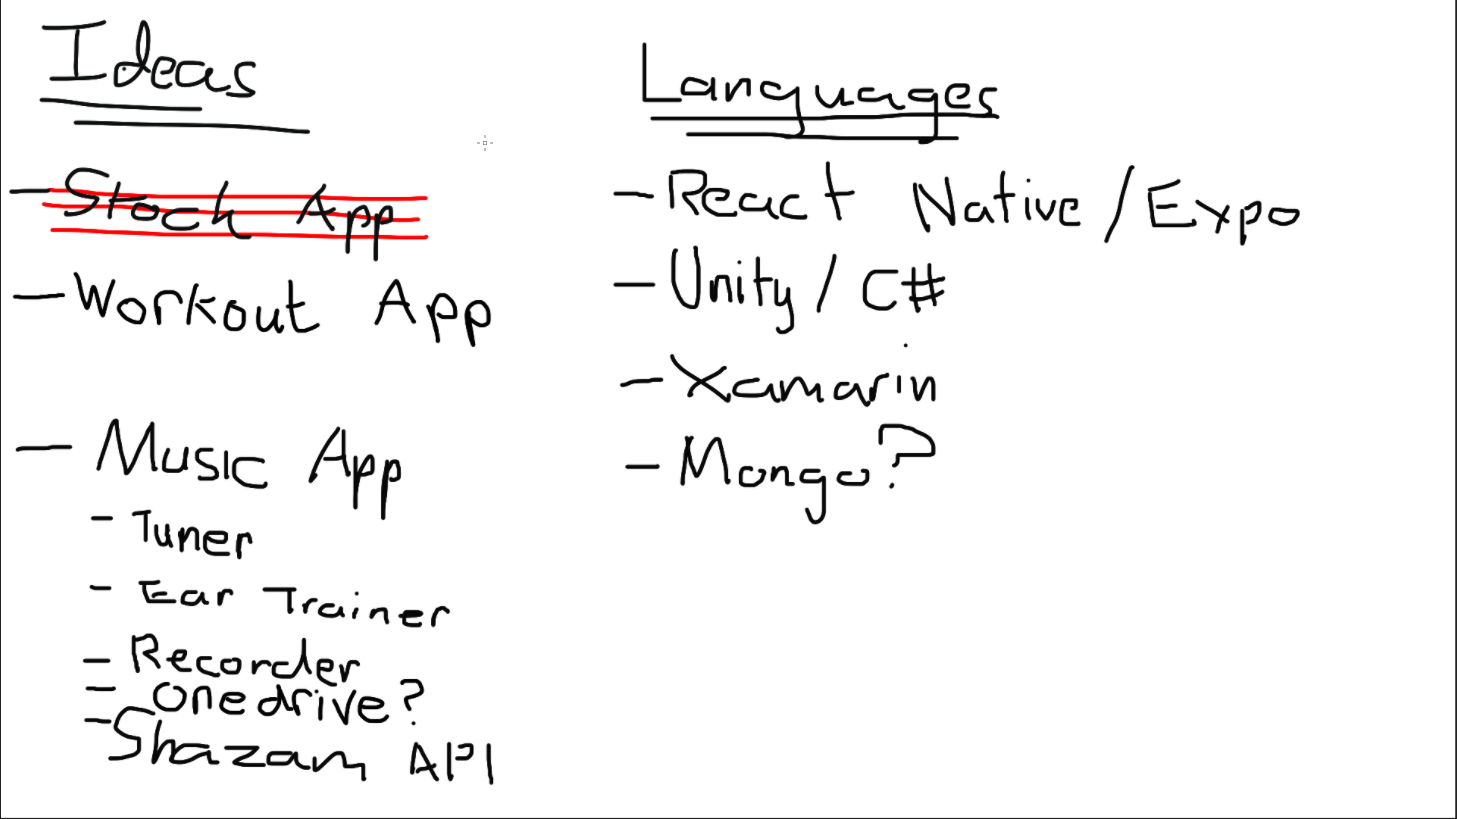 Ideas
- Stock App
- Workout App
- Music App
- Tuner
- Ear Trainer
- Recorder
- onedrive?
- Shazam API
Languages
- React Native / Expo
- Unity / C#
- Xamarin
- Mongo?